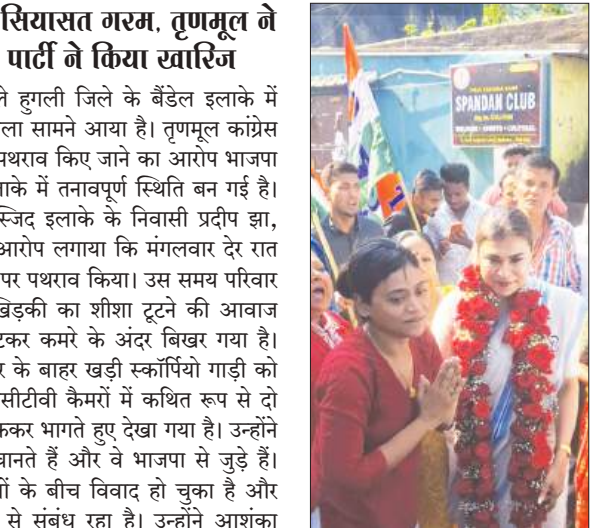 सियासत गरम, तृणमूल ने
पार्टी ने किया खारिज
ले हुगली जिले के बैंडेल इलाके में
ला सामने आया है। तृणमूल कांग्रेस
पथराव किए जाने का आरोप भाजपा
लाके में तनावपूर्ण स्थिति बन गई है।
स्जिद इलाके के निवासी प्रदीप झा,
आरोप लगाया कि मंगलवार देर रात
पर पथराव किया। उस समय परिवार
खिड़की का शीशा टूटने की आवाज
टकर कमरे के अंदर बिखर गया है।
र के बाहर खड़ी स्कॉर्पियो गाड़ी को
सीटीवी कैमरों में कथित रूप से दो
ककर भागते हुए देखा गया है। उन्होंने
चानते हैं और वे भाजपा से जुड़े हैं।
ों के बीच विवाद हो चुका है और
से संबंध रहा है। उन्होंने आशंका
SPANDAN CLUB